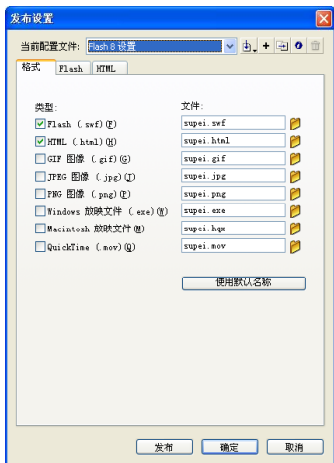 发布设置
当前配置文件: Flash 8 设置
格式 Flash HTML
类型: 文件:
Flash (.swf)(F) supei.swf
HTML (.html)(H) supei.html
GIF 图像 (.gif)(G) supei.gif
JPEG 图像 (.jpg)(J) supei.jpg
PNG 图像 (.png)(P) supei.png
Windows 放映文件 (.exe)(W) supei.exe
Macintosh 放映文件(M) supei.hqx
QuickTime (.mov)(Q) supei.mov
使用默认名称
发布 确定 取消